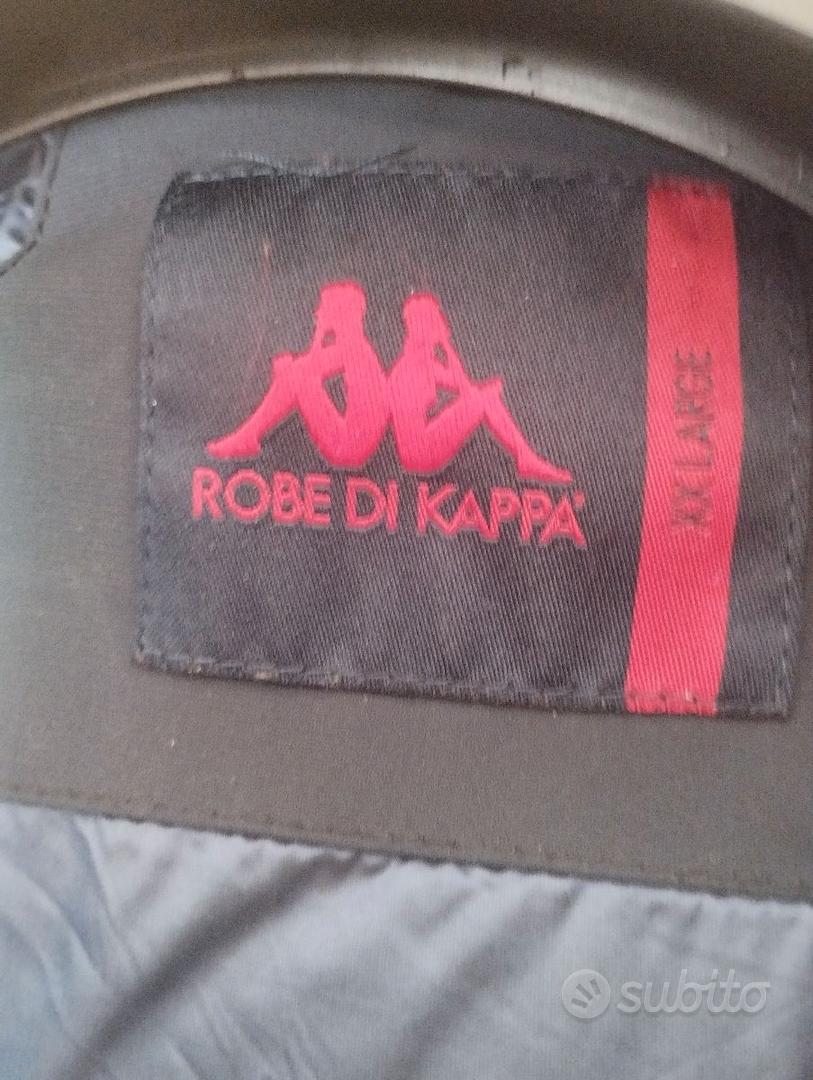 ROBE DI KAPPA
XX LARGE
subito